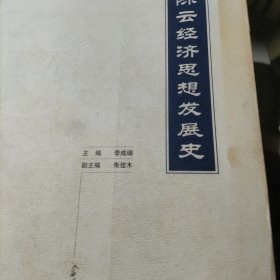 陈云经济思想发展史
主 编 李成瑞
副主编 朱佳木